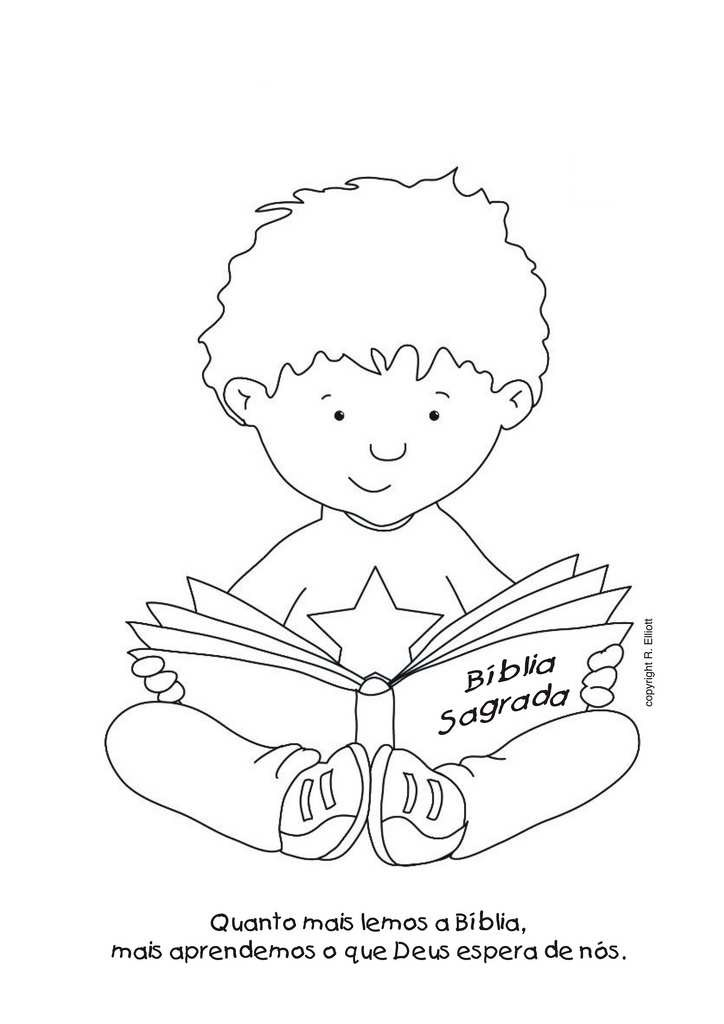 Bíblia
Sagrada
copyright R. Elliott
Quanto mais lemos a Bíblia,
mais aprendemos o que Deus espera de nós.